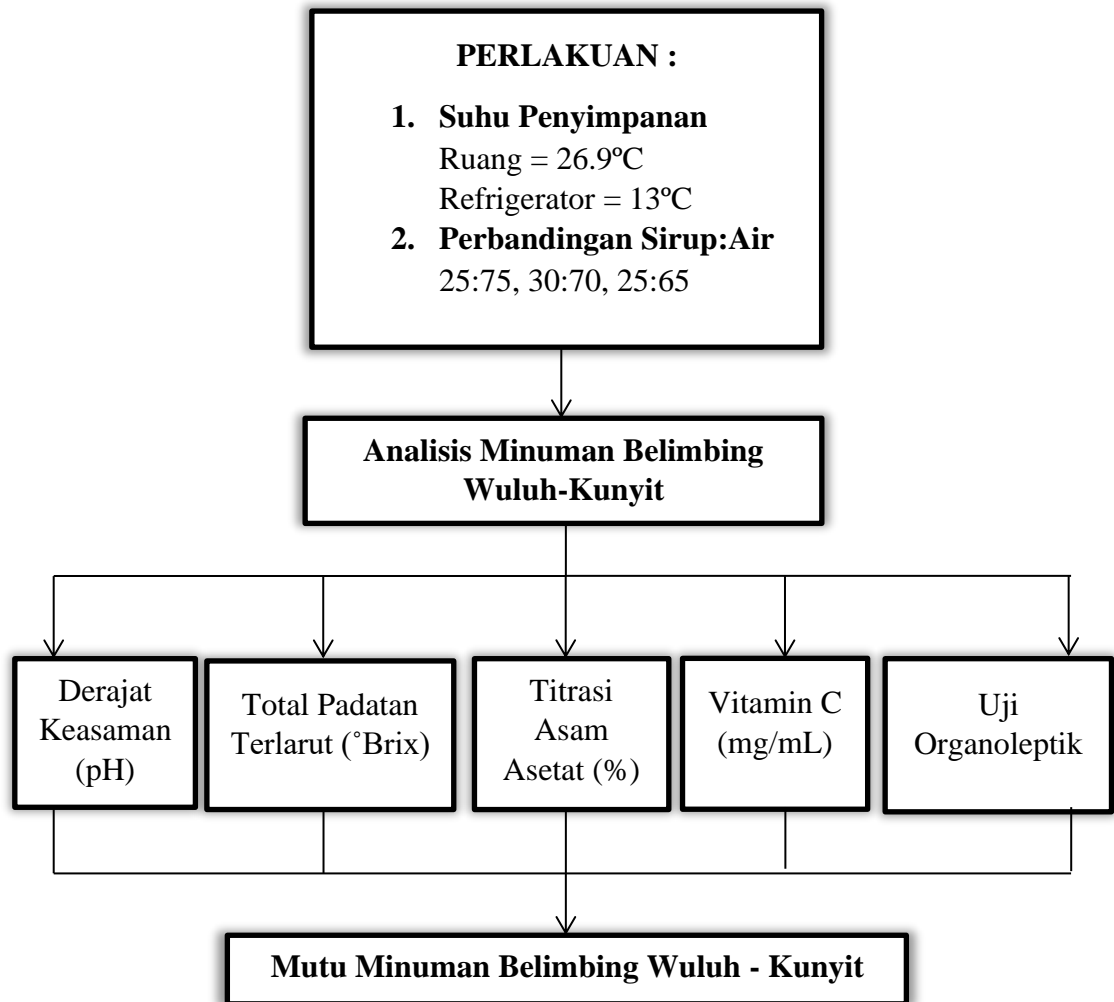 PERLAKUAN :
1. Suhu Penyimpanan
Ruang = 26.9ºC
Refrigerator = 13ºC
2. Perbandingan Sirup:Air
25:75, 30:70, 25:65
Analisis Minuman Belimbing
Wuluh-Kunyit
Derajat
Keasaman
(pH)
Total Padatan
Terlarut (˚Brix)
Titrasi
Asam
Asetat (%)
Vitamin C
(mg/mL)
Uji
Organoleptik
Mutu Minuman Belimbing Wuluh - Kunyit